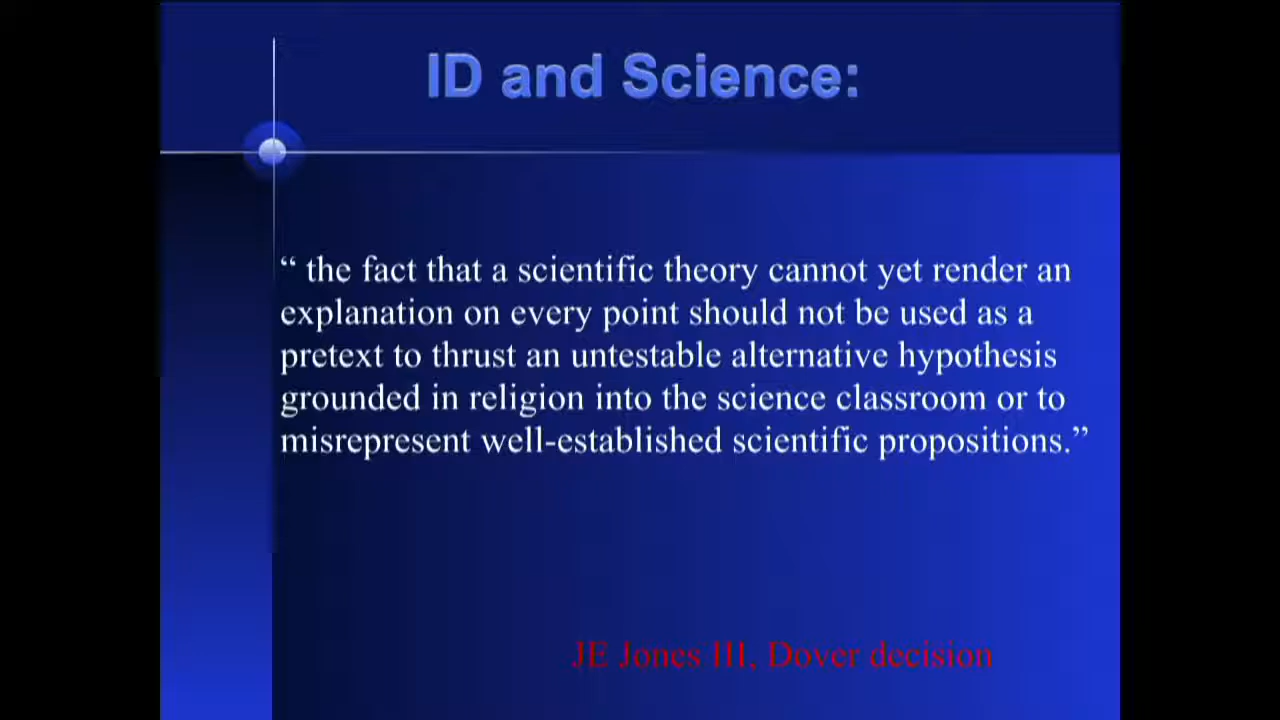 ID and Science:
“ the fact that a scientific theory cannot yet render an
explanation on every point should not be used as a
pretext to thrust an untestable alternative hypothesis
grounded in religion into the science classroom or to
misrepresent well-established scientific propositions.”
JE Jones III, Dover decision